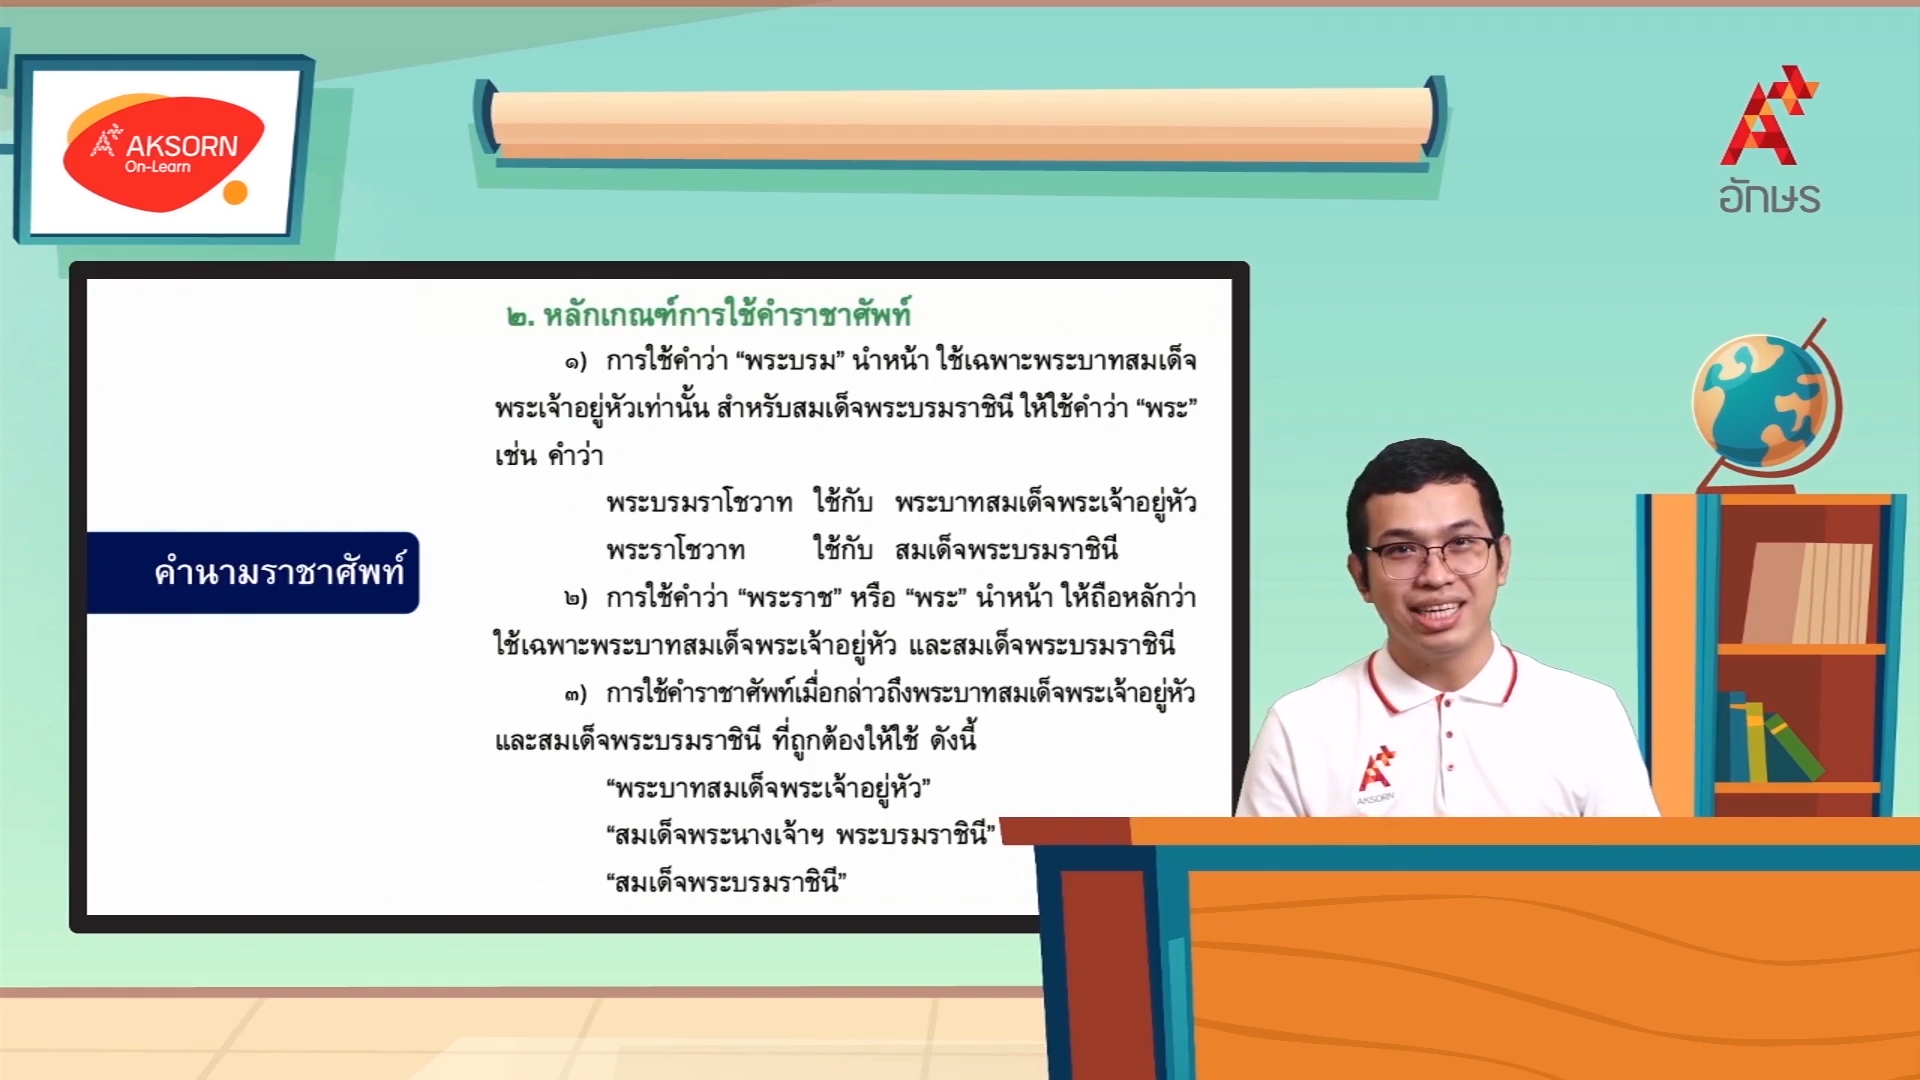 AKSORN
On-Learn
อักษร
๒. หลักเกณฑ์การใช้คำราชาศัพท์
๑) การใช้คำว่า “พระบรม” นำหน้า ใช้เฉพาะพระบาทสมเด็จ
พระเจ้าอยู่หัวเท่านั้น สำหรับสมเด็จพระบรมราชินี ให้ใช้คำว่า “พระ”
เช่น คำว่า
พระบรมราโชวาท ใช้กับ พระบาทสมเด็จพระเจ้าอยู่หัว
พระราโชวาท ใช้กับ สมเด็จพระบรมราชินี
คำนามราชาศัพท์
๒) การใช้คำว่า “พระราช” หรือ “พระ” นำหน้า ให้ถือหลักว่า
ใช้เฉพาะพระบาทสมเด็จพระเจ้าอยู่หัว และสมเด็จพระบรมราชินี
๓) การใช้คำราชาศัพท์เมื่อกล่าวถึงพระบาทสมเด็จพระเจ้าอยู่หัว
และสมเด็จพระบรมราชินี ที่ถูกต้องให้ใช้ ดังนี้
“พระบาทสมเด็จพระเจ้าอยู่หัว”
“สมเด็จพระนางเจ้าฯ พระบรมราชินี”
“สมเด็จพระบรมราชินี”
AKSORN